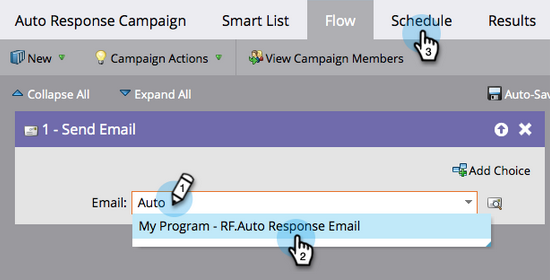 Auto Response Campaign Smart List Flow Schedule Results
3
New Campaign Actions View Campaign Members
Collapse All Expand All Auto-Sav
1 - Send Email
Add Choice
Email: Auto
1
My Program - RF.Auto Response Email
2